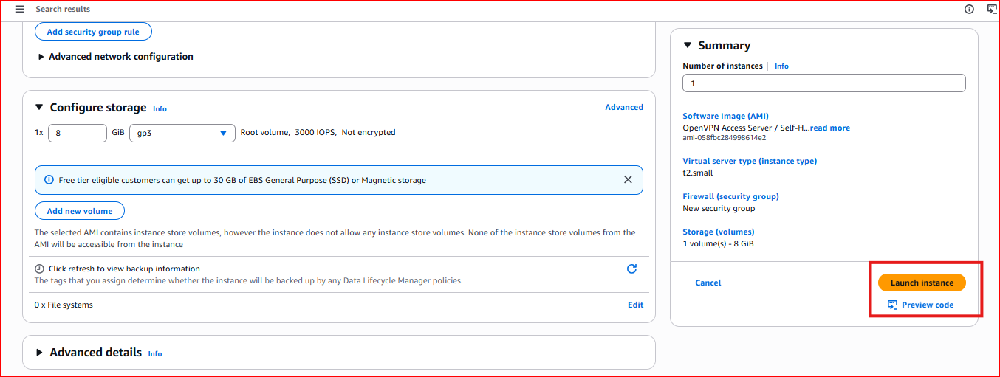 Search results
Add security group rule
Advanced network configuration
Configure storage Info
Advanced
1x 8 GiB gp3 Root volume, 3000 IOPS, Not encrypted
Free tier eligible customers can get up to 30 GB of EBS General Purpose (SSD) or Magnetic storage
Add new volume
The selected AMI contains instance store volumes, however the instance does not allow any instance store volumes. None of the instance store volumes from the
AMI will be accessible from the instance
Click refresh to view backup information
The tags that you assign determine whether the instance will be backed up by any Data Lifecycle Manager policies.
0 x File systems
Edit
Advanced details Info
Summary
Number of instances Info
1
Software Image (AMI)
OpenVPN Access Server / Self-H...read more
ami-058fbc284998614e2
Virtual server type (instance type)
t2.small
Firewall (security group)
New security group
Storage (volumes)
1 volume(s) - 8 GiB
Cancel
Launch instance
Preview code